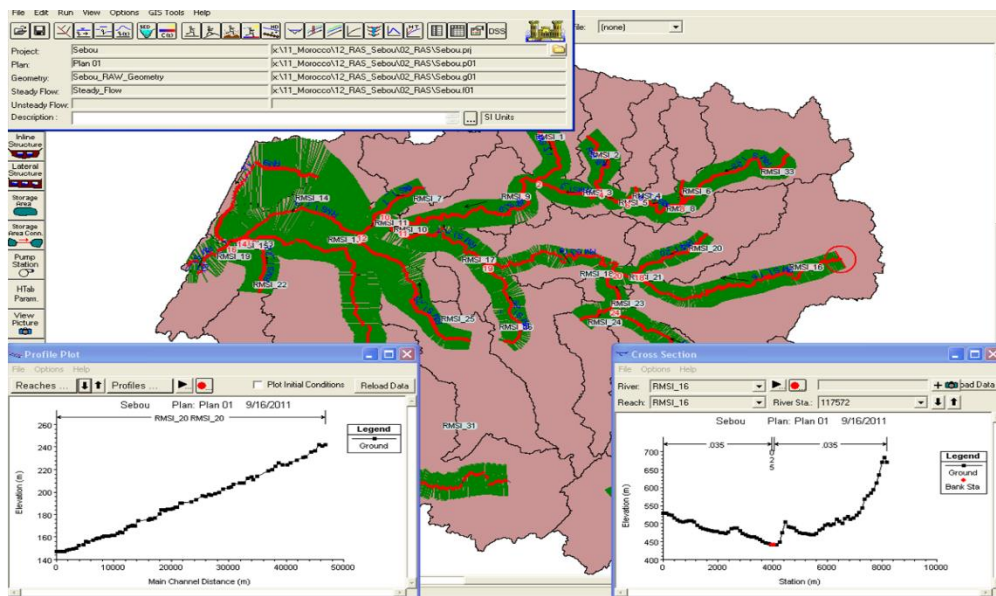 File Edit Run View Options GIS Tools Help
DSS
File: (none)
Project: Sebou x:\11_Morocco\12_RAS_Sebou\02_RAS\Sebou.prj
Plan: Plan 01 x:\11_Morocco\12_RAS_Sebou\02_RAS\Sebou.p01
Geometry: Sebou_RAW_Geometry x:\11_Morocco\12_RAS_Sebou\02_RAS\Sebou.g01
Steady Flow: Steady_Flow x:\11_Morocco\12_RAS_Sebou\02_RAS\Sebou.f01
Unsteady Flow:
Description : ... SI Units
Inline Structure
Lateral Structure
Storage Area
Storage Area Conn.
Pump Station
HTab Param.
View Picture
RMSI_1
RMSI_2
RMSI_33
RMSI_14
RMSI_7
RMSI_9
RMSI_6
RMSI_11
RMSI_10
RMSI_20
RMSI_19
RMSI_17
RMSI_18
RMSI_21
RMSI_16
RMSI_22
RMSI_23
RMSI_25
RMSI_24
RMSI_31
Profile Plot
File Options Help
Reaches ... Profiles ... Plot Initial Conditions Reload Data
Sebou Plan: Plan 01 9/16/2011
RMSI_20 RMSI_20
Legend
Ground
Elevation (m)
260
240
220
200
180
160
140
0 10000 20000 30000 40000 50000
Main Channel Distance (m)
Cross Section
File Options Help
River: RMSI_16
Reach: RMSI_16 River Sta.: 117572
Sebou Plan: Plan 01 9/16/2011
.035 .035
Legend
Ground
Bank Sta
Elevation (m)
700
650
600
550
500
450
400
0 2000 4000 6000 8000 10000
Station (m)